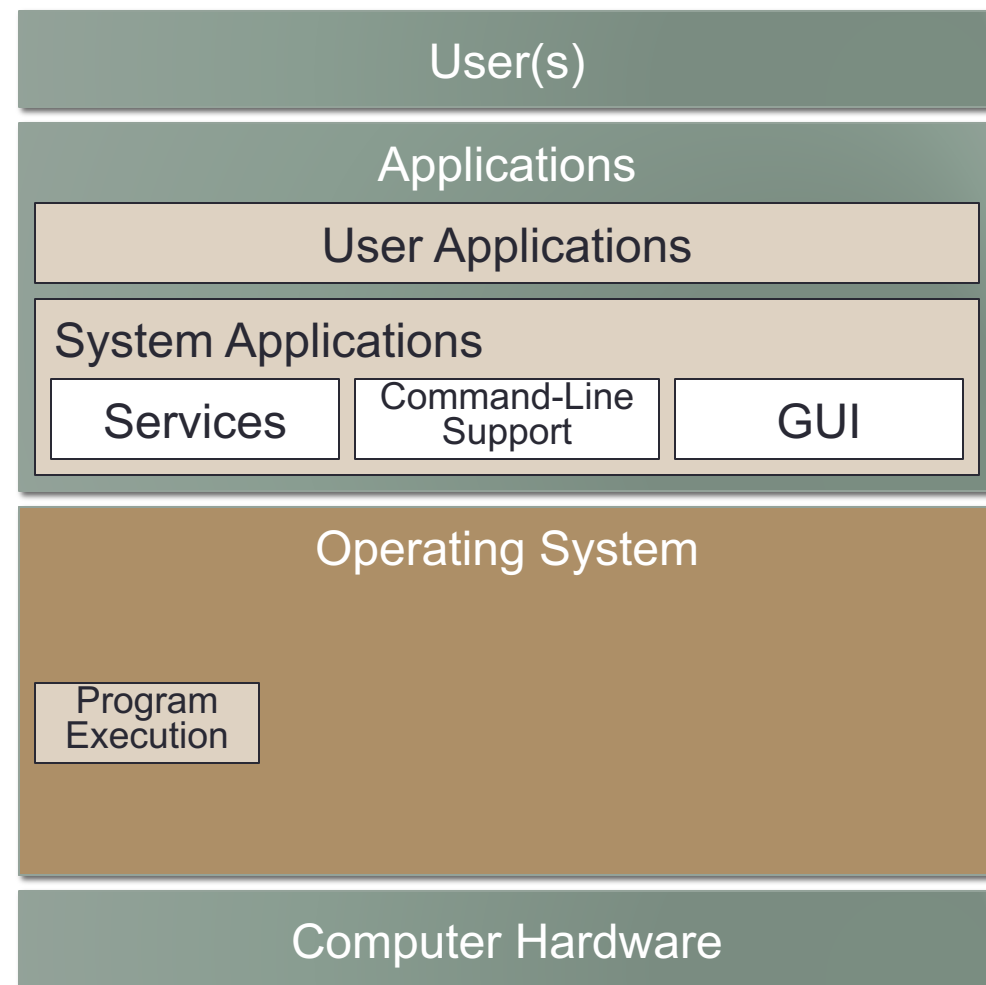 User(s)
Applications
User Applications
System Applications
Services
Command-Line
Support
GUI
Operating System
Program
Execution
Computer Hardware